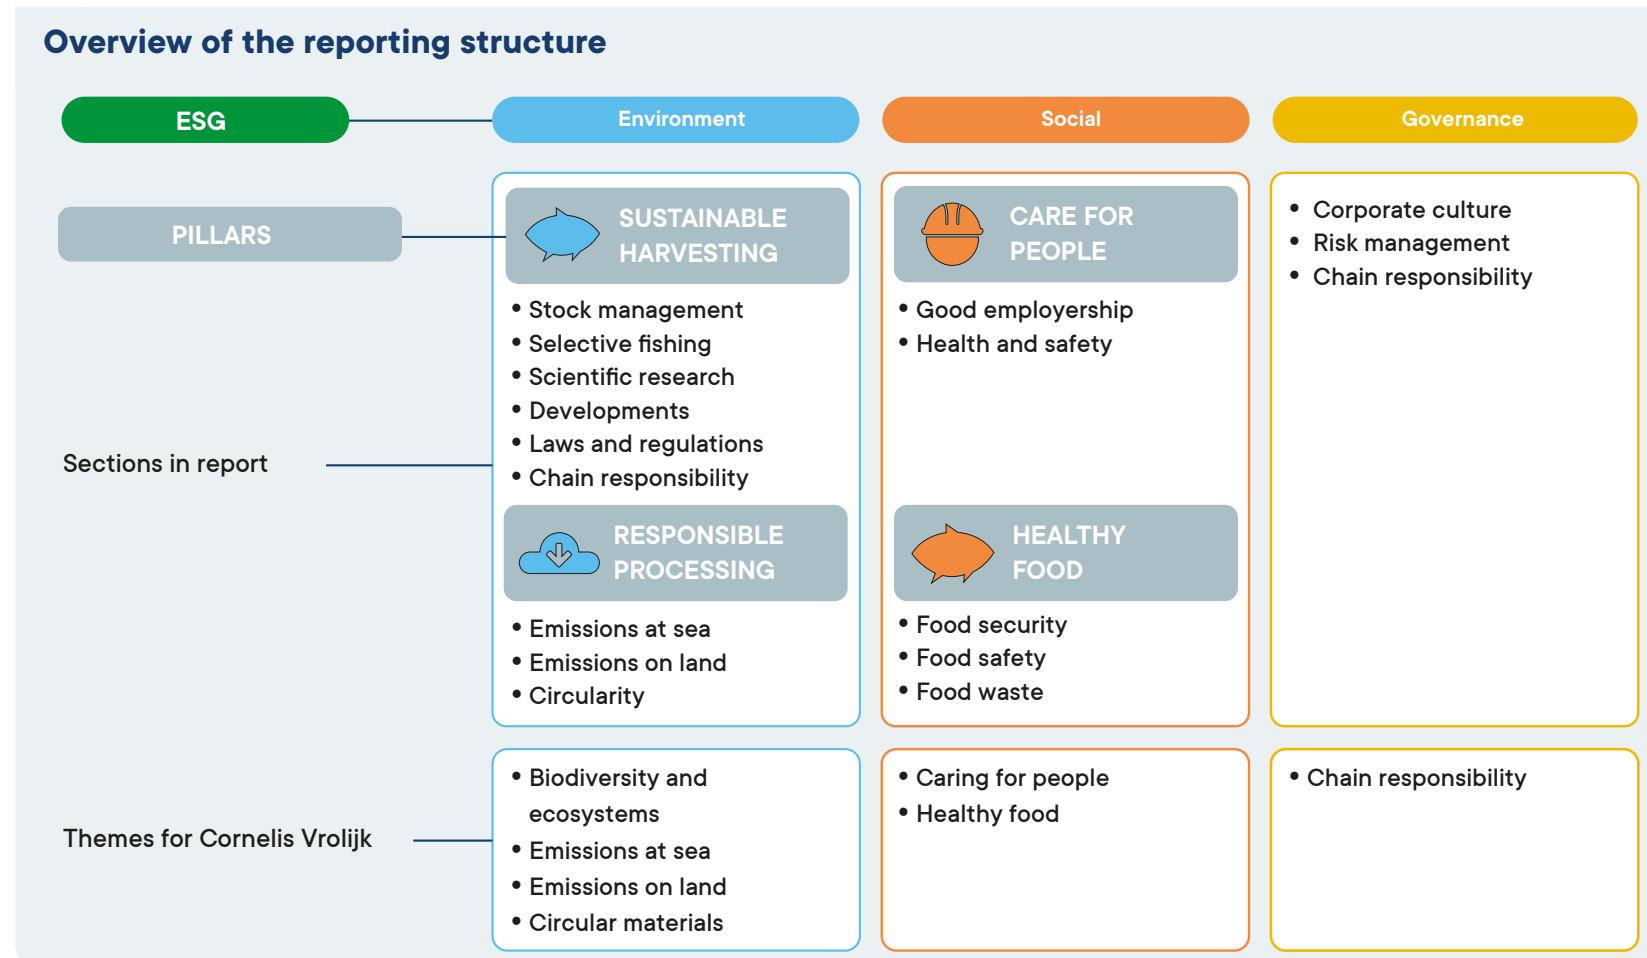 Overview of the reporting structure
ESG
Environment
Social
Governance
PILLARS
SUSTAINABLE
HARVESTING
• Stock management
• Selective fishing
• Scientific research
• Developments
• Laws and regulations
• Chain responsibility
RESPONSIBLE
PROCESSING
• Emissions at sea
• Emissions on land
• Circularity
CARE FOR
PEOPLE
• Good employership
• Health and safety
HEALTHY
FOOD
• Food security
• Food safety
• Food waste
• Corporate culture
• Risk management
• Chain responsibility
Sections in report
Themes for Cornelis Vrolijk
• Biodiversity and
ecosystems
• Emissions at sea
• Emissions on land
• Circular materials
• Caring for people
• Healthy food
• Chain responsibility